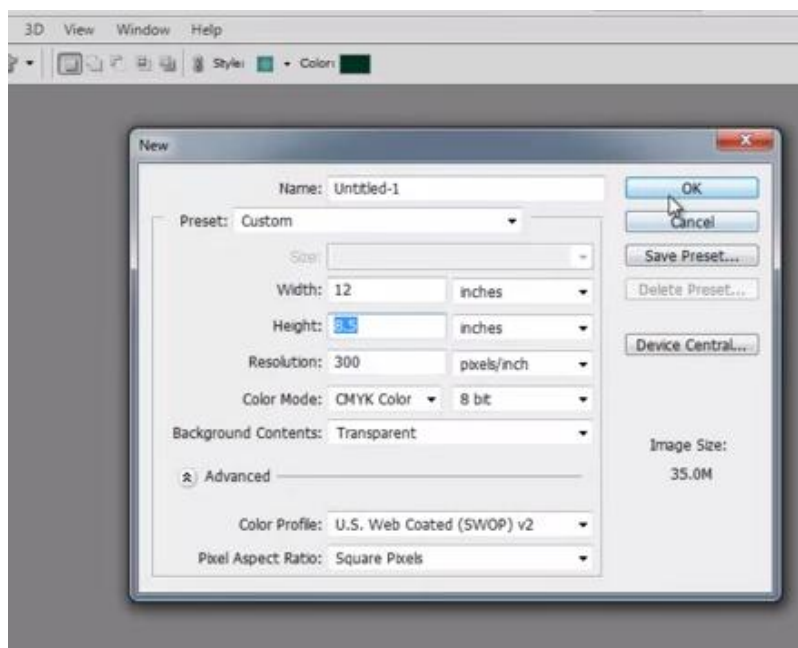 3D View Window Help
Style: Color:
New
Name: Untitled-1
OK
Preset: Custom
Cancel
Size:
Save Preset...
Width: 12 inches
Delete Preset...
Height: 8.5 inches
Device Central...
Resolution: 300 pixels/inch
Color Mode: CMYK Color 8 bit
Background Contents: Transparent
Image Size:
35.0M
Advanced
Color Profile: U.S. Web Coated (SWOP) v2
Pixel Aspect Ratio: Square Pixels